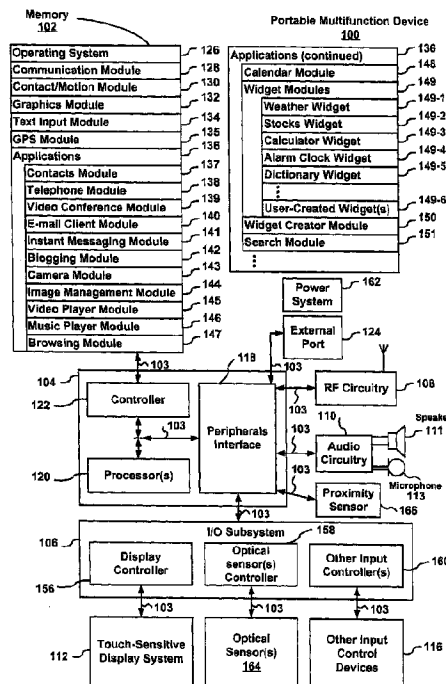 Memory
102
Portable Multifunction Device
100
Operating System 126
Communication Module 128
Contact/Motion Module 130
Graphics Module 132
Text Input Module 134
GPS Module 135
Applications 136
Contacts Module 137
Telephone Module 138
Video Conference Module 139
E-mail Client Module 140
Instant Messaging Module 141
Blogging Module 142
Camera Module 143
Image Management Module 144
Video Player Module 145
Music Player Module 146
Browsing Module 147
Applications (continued) 136
Calendar Module 148
Widget Modules 149
Weather Widget 149-1
Stocks Widget 149-2
Calculator Widget 149-3
Alarm Clock Widget 149-4
Dictionary Widget 149-5
User-Created Widget(s) 149-6
Widget Creator Module 150
Search Module 151
Power System 162
External Port 124
103
118
103
104
Controller
122
103
Peripherals Interface
103
RF Circuitry 108
Speake
111
110
Audio Circuitry
103
Microphone
113
103
Proximity Sensor 166
120
Processor(s)
103
106
I/O Subsystem
158
Display Controller
156
Optical sensor(s) Controller
Other Input Controller(s)
160
103
103
103
112
Touch-Sensitive Display System
Optical Sensor(s)
164
Other Input Control Devices
116